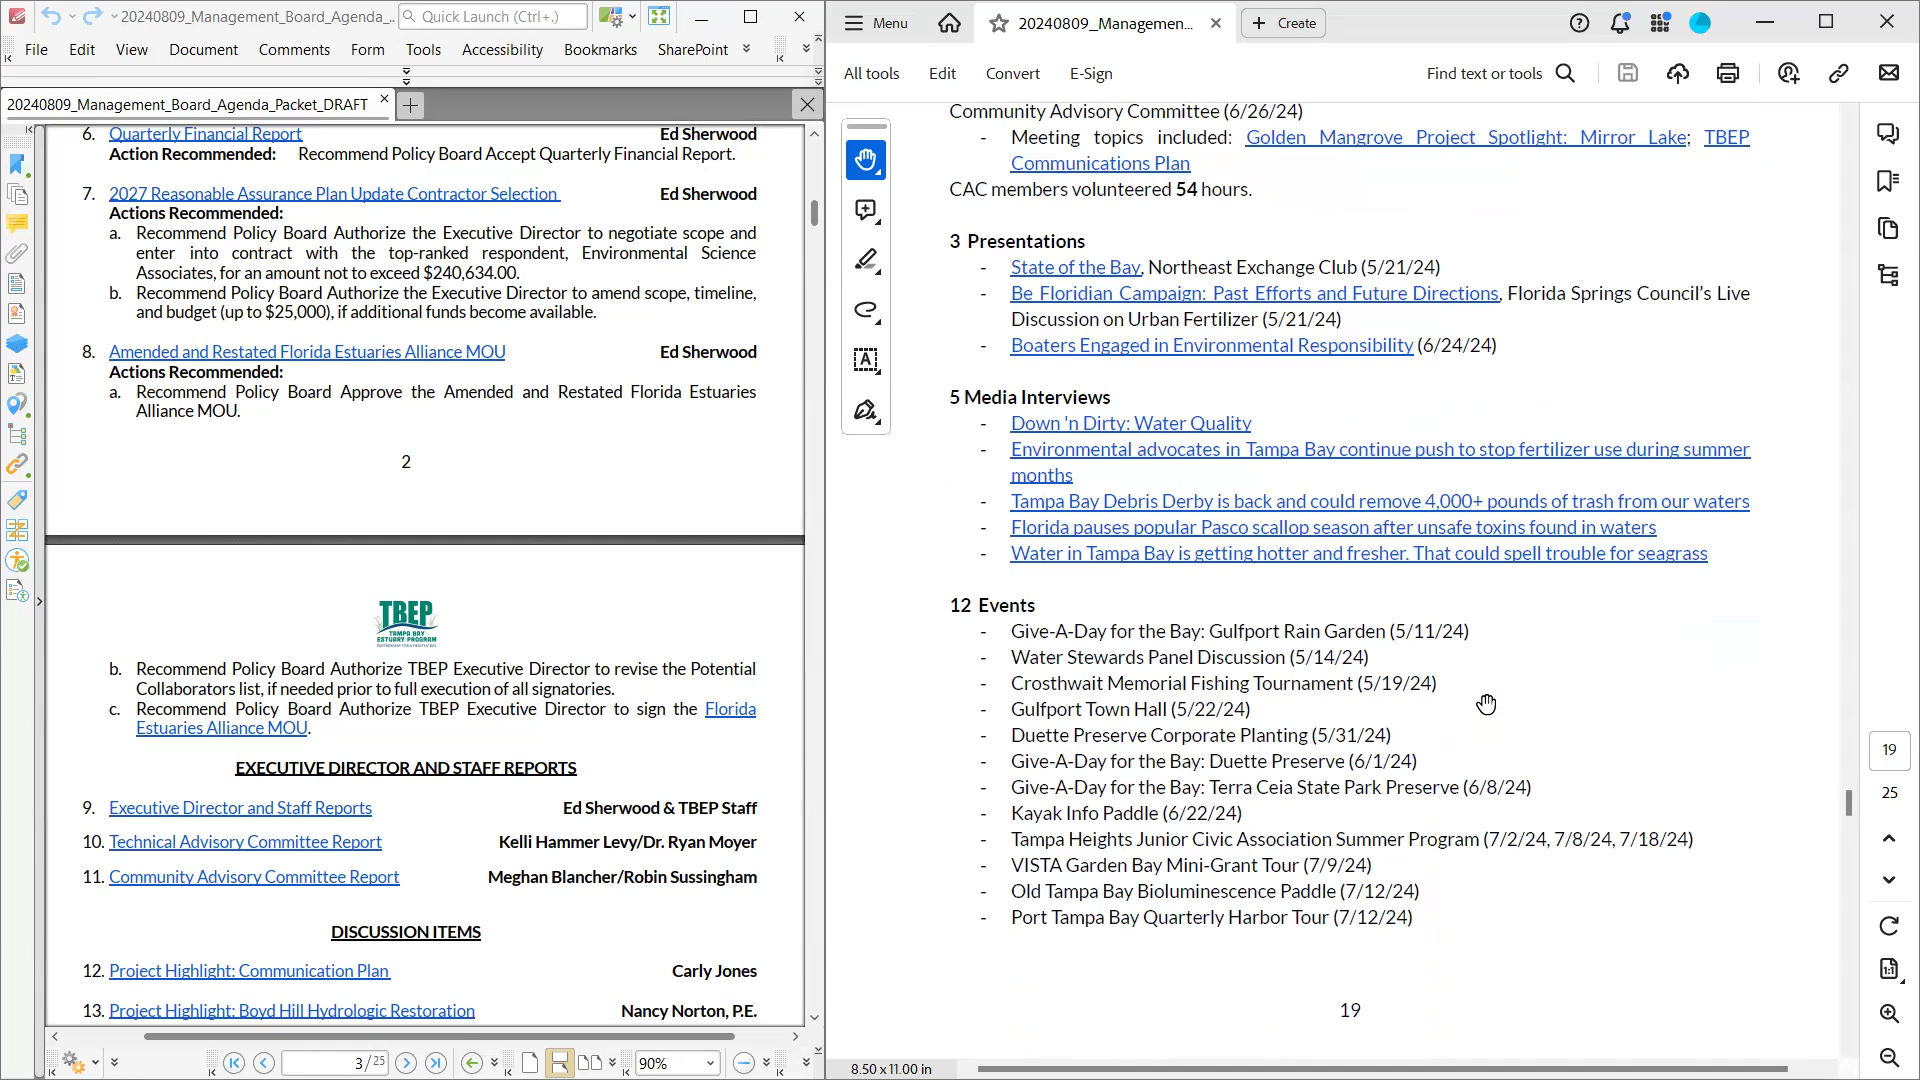 20240809_Management_Board_Agenda_...
Quick Launch (Ctrl+.)
File Edit View Document Comments Form Tools Accessibility Bookmarks SharePoint
20240809_Management_Board_Agenda_Packet_DRAFT
6. Quarterly Financial Report Ed Sherwood
Action Recommended: Recommend Policy Board Accept Quarterly Financial Report.
7. 2027 Reasonable Assurance Plan Update Contractor Selection Ed Sherwood
Actions Recommended:
a. Recommend Policy Board Authorize the Executive Director to negotiate scope and
enter into contract with the top-ranked respondent, Environmental Science
Associates, for an amount not to exceed $240,634.00.
b. Recommend Policy Board Authorize the Executive Director to amend scope, timeline,
and budget (up to $25,000), if additional funds become available.
8. Amended and Restated Florida Estuaries Alliance MOU Ed Sherwood
Actions Recommended:
a. Recommend Policy Board Approve the Amended and Restated Florida Estuaries
Alliance MOU.
2
TBEP
TAMPA BAY
ESTUARY PROGRAM
b. Recommend Policy Board Authorize TBEP Executive Director to revise the Potential
Collaborators list, if needed prior to full execution of all signatories.
c. Recommend Policy Board Authorize TBEP Executive Director to sign the Florida
Estuaries Alliance MOU.
EXECUTIVE DIRECTOR AND STAFF REPORTS
9. Executive Director and Staff Reports Ed Sherwood & TBEP Staff
10. Technical Advisory Committee Report Kelli Hammer Levy/Dr. Ryan Moyer
11. Community Advisory Committee Report Meghan Blancher/Robin Sussingham
DISCUSSION ITEMS
12. Project Highlight: Communication Plan Carly Jones
13. Project Highlight: Boyd Hill Hydrologic Restoration Nancy Norton, P.E.
3 / 25
90%
Menu
20240809_Managemen...
Create
All tools Edit Convert E-Sign
Find text or tools
Community Advisory Committee (6/26/24)
- Meeting topics included: Golden Mangrove Project Spotlight: Mirror Lake; TBEP
Communications Plan
CAC members volunteered 54 hours.
3 Presentations
- State of the Bay, Northeast Exchange Club (5/21/24)
- Be Floridian Campaign: Past Efforts and Future Directions, Florida Springs Council’s Live
Discussion on Urban Fertilizer (5/21/24)
- Boaters Engaged in Environmental Responsibility (6/24/24)
5 Media Interviews
- Down 'n Dirty: Water Quality
- Environmental advocates in Tampa Bay continue push to stop fertilizer use during summer
months
- Tampa Bay Debris Derby is back and could remove 4,000+ pounds of trash from our waters
- Florida pauses popular Pasco scallop season after unsafe toxins found in waters
- Water in Tampa Bay is getting hotter and fresher. That could spell trouble for seagrass
12 Events
- Give-A-Day for the Bay: Gulfport Rain Garden (5/11/24)
- Water Stewards Panel Discussion (5/14/24)
- Crosthwait Memorial Fishing Tournament (5/19/24)
- Gulfport Town Hall (5/22/24)
- Duette Preserve Corporate Planting (5/31/24)
- Give-A-Day for the Bay: Duette Preserve (6/1/24)
- Give-A-Day for the Bay: Terra Ceia State Park Preserve (6/8/24)
- Kayak Info Paddle (6/22/24)
- Tampa Heights Junior Civic Association Summer Program (7/2/24, 7/8/24, 7/18/24)
- VISTA Garden Bay Mini-Grant Tour (7/9/24)
- Old Tampa Bay Bioluminescence Paddle (7/12/24)
- Port Tampa Bay Quarterly Harbor Tour (7/12/24)
19
19
25
8.50 x 11.00 in